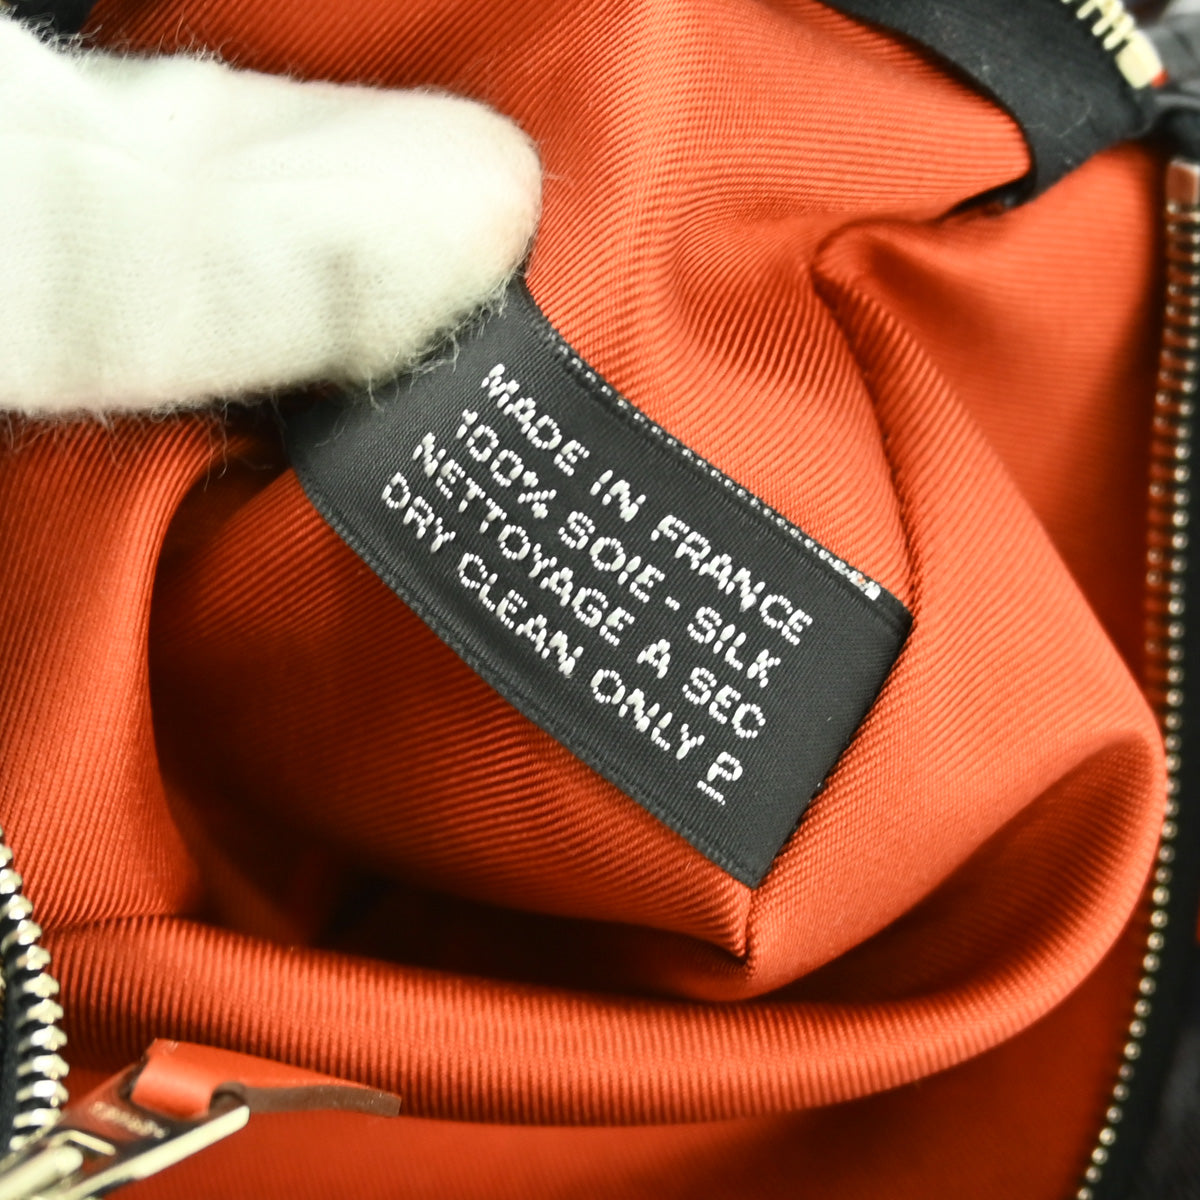 MADE IN FRANCE
100% SOIE - SILK
NETTOYAGE A SEC
DRY CLEAN ONLY P